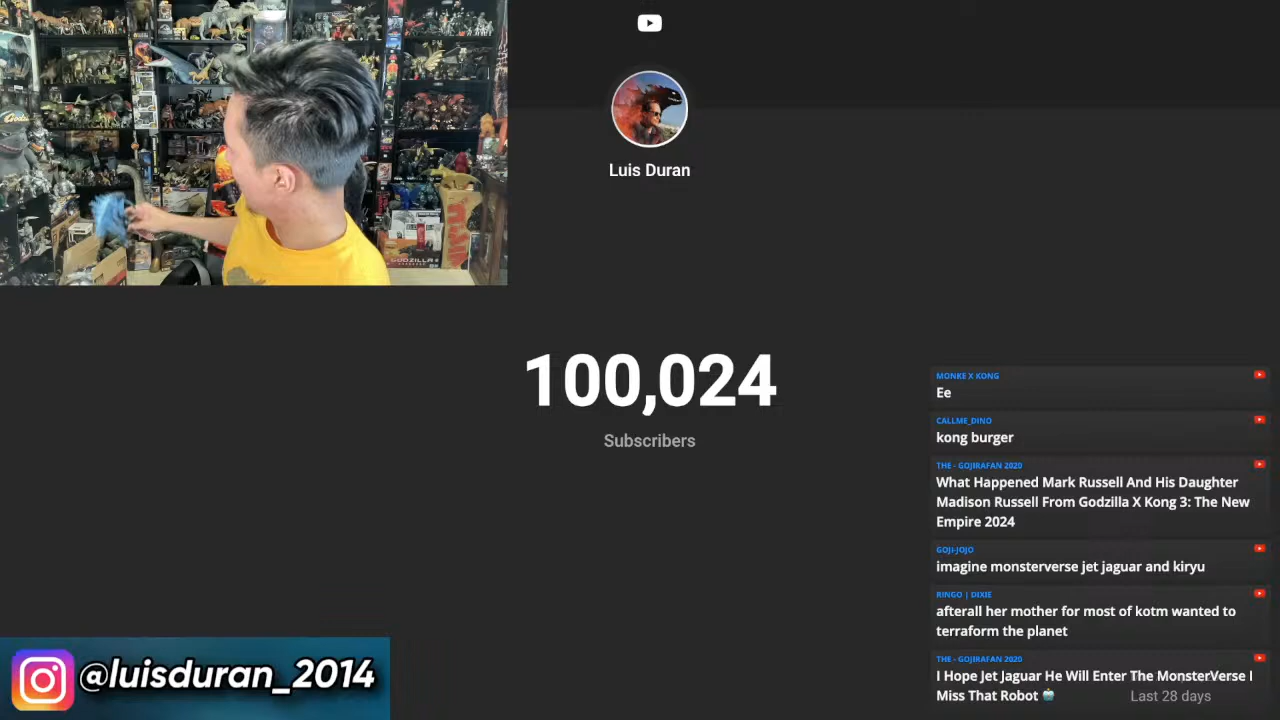 Luis Duran
100,024
Subscribers
MONKE X KONG
Ee
CALLME_DINO
kong burger
THE - GOJIRAFAN 2020
What Happened Mark Russell And His Daughter
Madison Russell From Godzilla X Kong 3: The New
Empire 2024
GOJI-JOJO
imagine monsterverse jet jaguar and kiryu
RINGO | DIXIE
afterall her mother for most of kotm wanted to
terraform the planet
THE - GOJIRAFAN 2020
I Hope Jet Jaguar He Will Enter The MonsterVerse I
Miss That Robot 🤖
Last 28 days
@luisduran_2014
GODZILLA